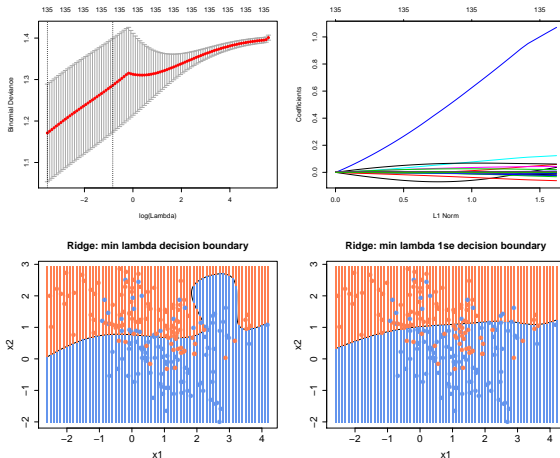 135 135 135 135 135 135 135 135 135 135 135 135
Binomial Deviance
1.4
1.3
1.2
1.1
−2 0 2 4
log(Lambda)
135 135 135 135
Coefficients
1.0
0.8
0.6
0.4
0.2
0.0
0.0 0.5 1.0 1.5
L1 Norm
Ridge: min lambda decision boundary
x2
3
2
1
0
−1
−2
−2 −1 0 1 2 3 4
x1
Ridge: min lambda 1se decision boundary
x2
3
2
1
0
−1
−2
−2 −1 0 1 2 3 4
x1